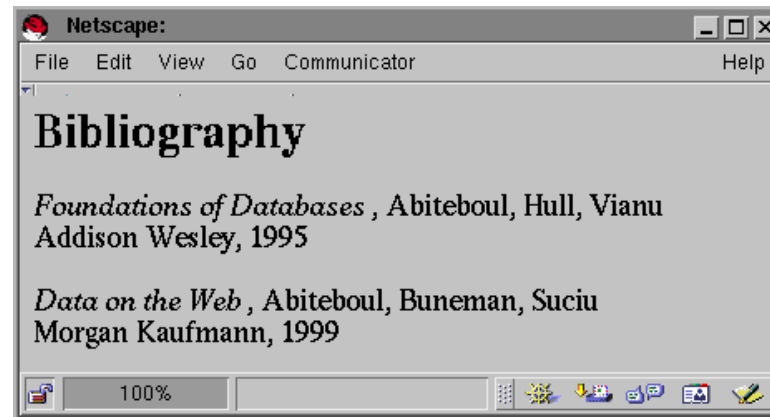 Netscape:
File Edit View Go Communicator Help
Bibliography
Foundations of Databases , Abiteboul, Hull, Vianu
Addison Wesley, 1995
Data on the Web , Abiteboul, Buneman, Suciu
Morgan Kaufmann, 1999
100%